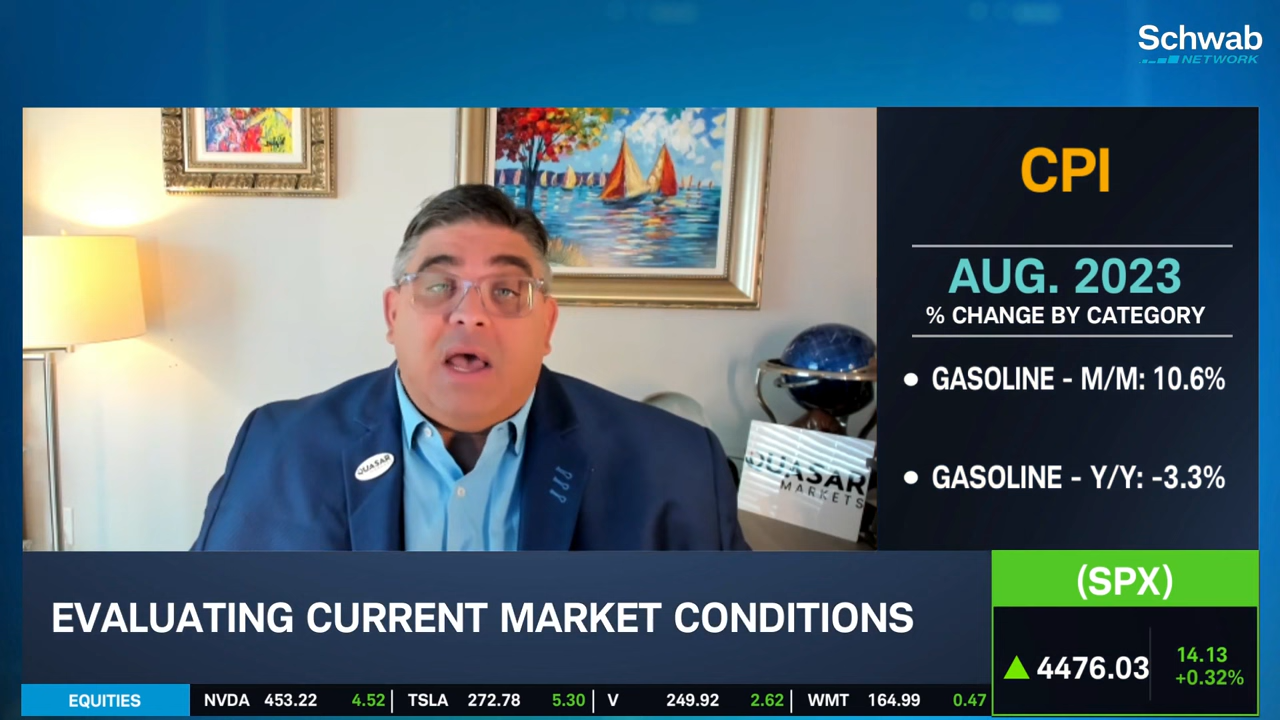 Schwab
NETWORK
CPI
AUG. 2023
% CHANGE BY CATEGORY
• GASOLINE - M/M: 10.6%
• GASOLINE - Y/Y: -3.3%
QUASAR
QUASAR
MARKETS
EVALUATING CURRENT MARKET CONDITIONS
(SPX)
▲ 4476.03
14.13
+0.32%
EQUITIES
NVDA 453.22 4.52 | TSLA 272.78 5.30 | V 249.92 2.62 | WMT 164.99 0.47